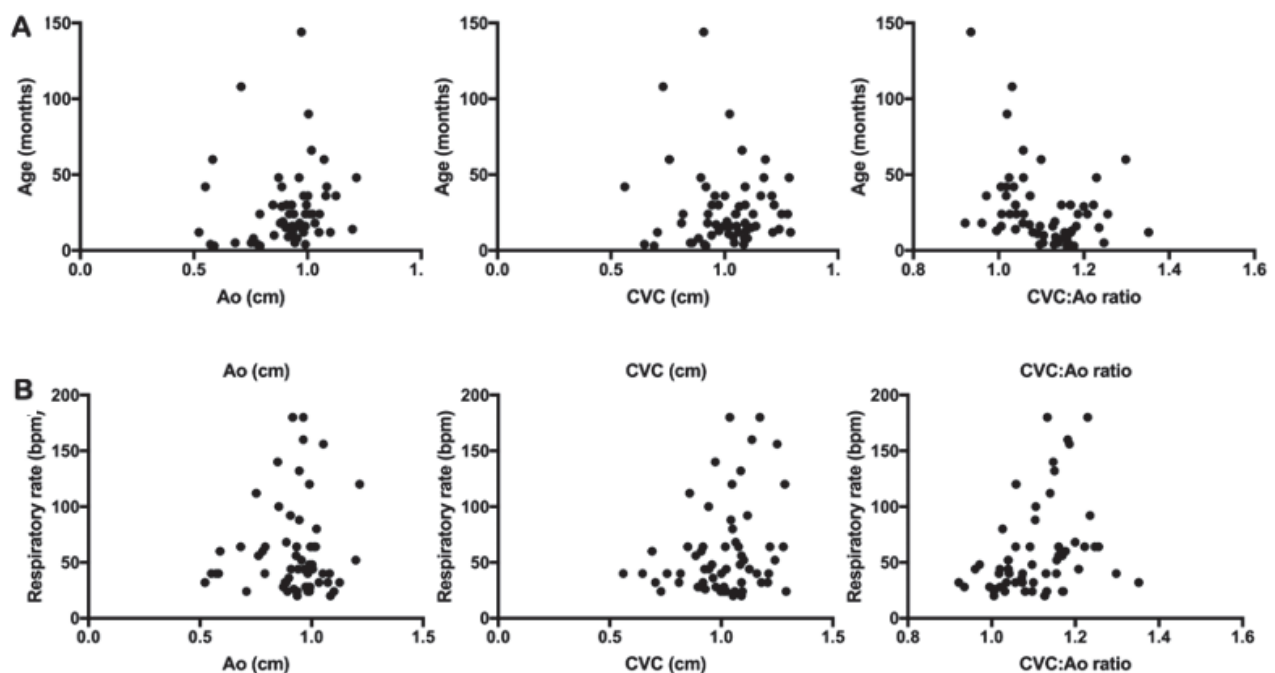 A
Age (months)
150
100
50
0
0.0 0.5 1.0 1.
Ao (cm)
Age (months)
150
100
50
0
0.0 0.5 1.0 1.
CVC (cm)
Age (months)
150
100
50
0
0.8 1.0 1.2 1.4 1.6
CVC:Ao ratio
B
Ao (cm)
Respiratory rate (bpm)
200
150
100
50
0
0.0 0.5 1.0 1.5
Ao (cm)
CVC (cm)
Respiratory rate (bpm)
200
150
100
50
0
0.0 0.5 1.0 1.5
CVC (cm)
CVC:Ao ratio
Respiratory rate (bpm)
200
150
100
50
0
0.8 1.0 1.2 1.4 1.6
CVC:Ao ratio